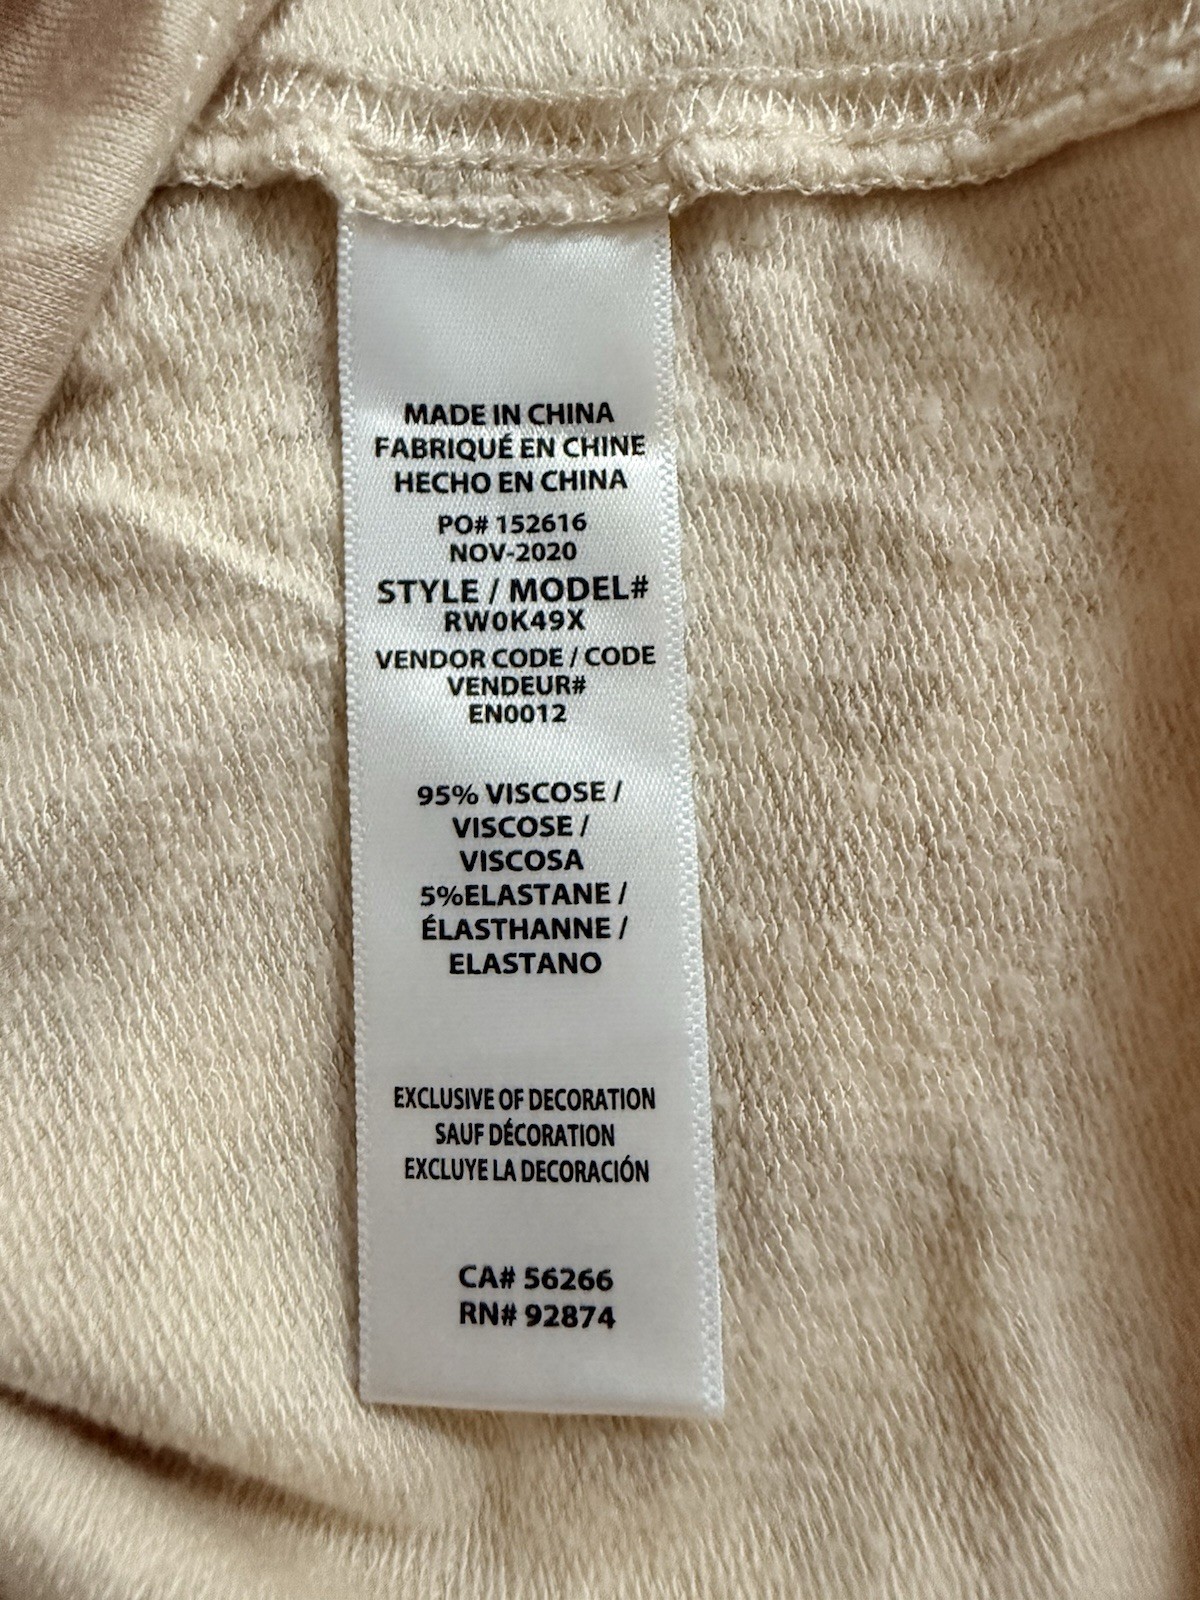 MADE IN CHINA
FABRIQUÉ EN CHINE
HECHO EN CHINA
PO# 152616
NOV-2020
STYLE / MODEL#
RW0K49X
VENDOR CODE / CODE
VENDEUR#
EN0012
95% VISCOSE /
VISCOSE /
VISCOSA
5%ELASTANE /
ÉLASTHANNE /
ELASTANO
EXCLUSIVE OF DECORATION
SAUF DÉCORATION
EXCLUYE LA DECORACIÓN
CA# 56266
RN# 92874